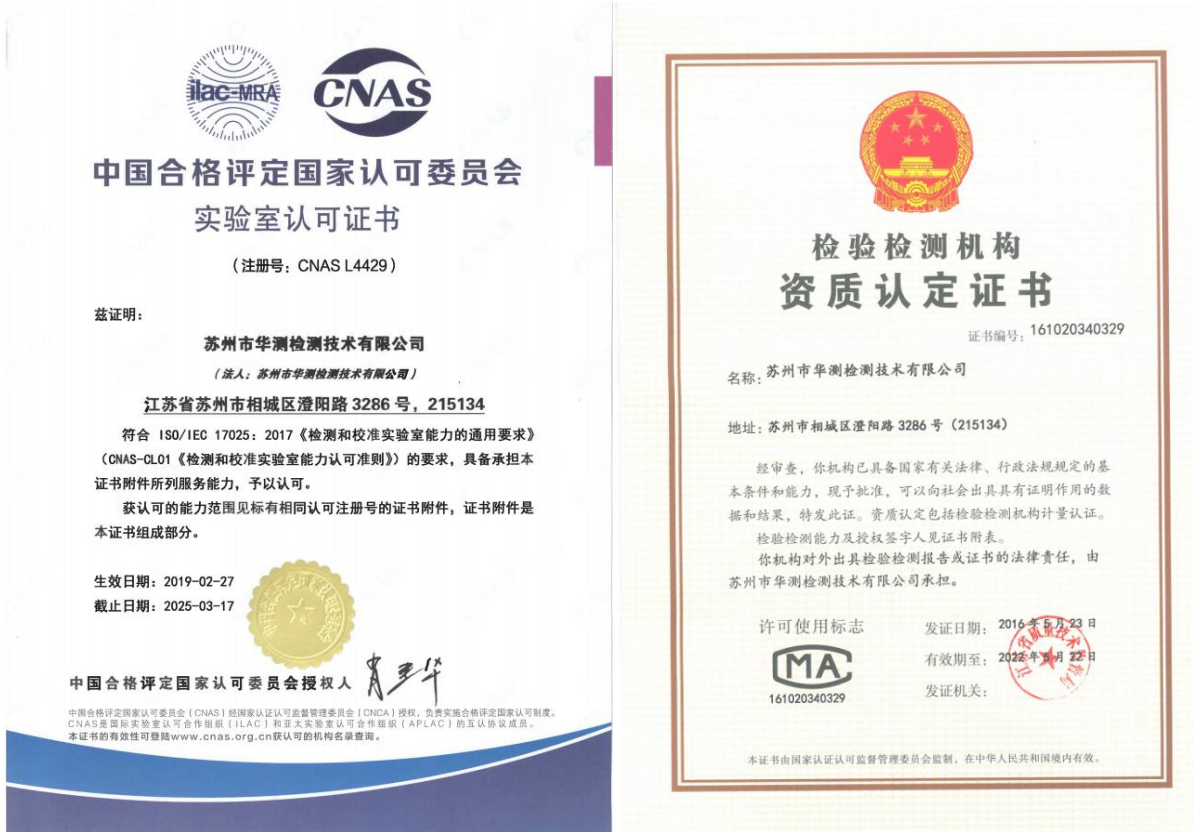 ilac-MRA
CNAS
中国合格评定国家认可委员会
实验室认可证书
(注册号：CNAS L4429)
兹证明：
苏州市华测检测技术有限公司
(法人：苏州市华测检测技术有限公司)
江苏省苏州市相城区澄阳路 3286 号，215134
符合 ISO/IEC 17025：2017《检测和校准实验室能力的通用要求》
(CNAS-CL01《检测和校准实验室能力认可准则》) 的要求，具备承担本
证书附件所列服务能力，予以认可。
获认可的能力范围见标有相同认可注册号的证书附件，证书附件是
本证书组成部分。
生效日期：2019-02-27
截止日期：2025-03-17
中国合格评定国家认可委员会授权人
中国合格评定国家认可委员会 (CNAS) 经国家认证认可监督管理委员会 (CNCA) 授权，负责实施合格评定国家认可制度。
CNAS是国际实验室认可合作组织 (ILAC) 和亚太实验室认可合作组织 (APLAC) 的互认协议成员。
本证书的有效性可登陆www.cnas.org.cn获认可的机构名录查询。
检验检测机构
资质认定证书
证书编号：161020340329
名称：苏州市华测检测技术有限公司
地址：苏州市相城区澄阳路 3286 号 (215134)
经审查，你机构已具备国家有关法律、行政法规规定的基
本条件和能力，现予批准，可以向社会出具具有证明作用的数
据和结果，特发此证。资质认定包括检验检测机构计量认证。
检验检测能力及授权签字人见证书附表。
你机构对外出具检验检测报告或证书的法律责任，由
苏州市华测检测技术有限公司承担。
许可使用标志
MA
161020340329
发证日期：2016 年 5 月 23 日
有效期至：2022 年 5 月 22 日
发证机关：
本证书由国家认证认可监督管理委员会监制，在中华人民共和国境内有效。